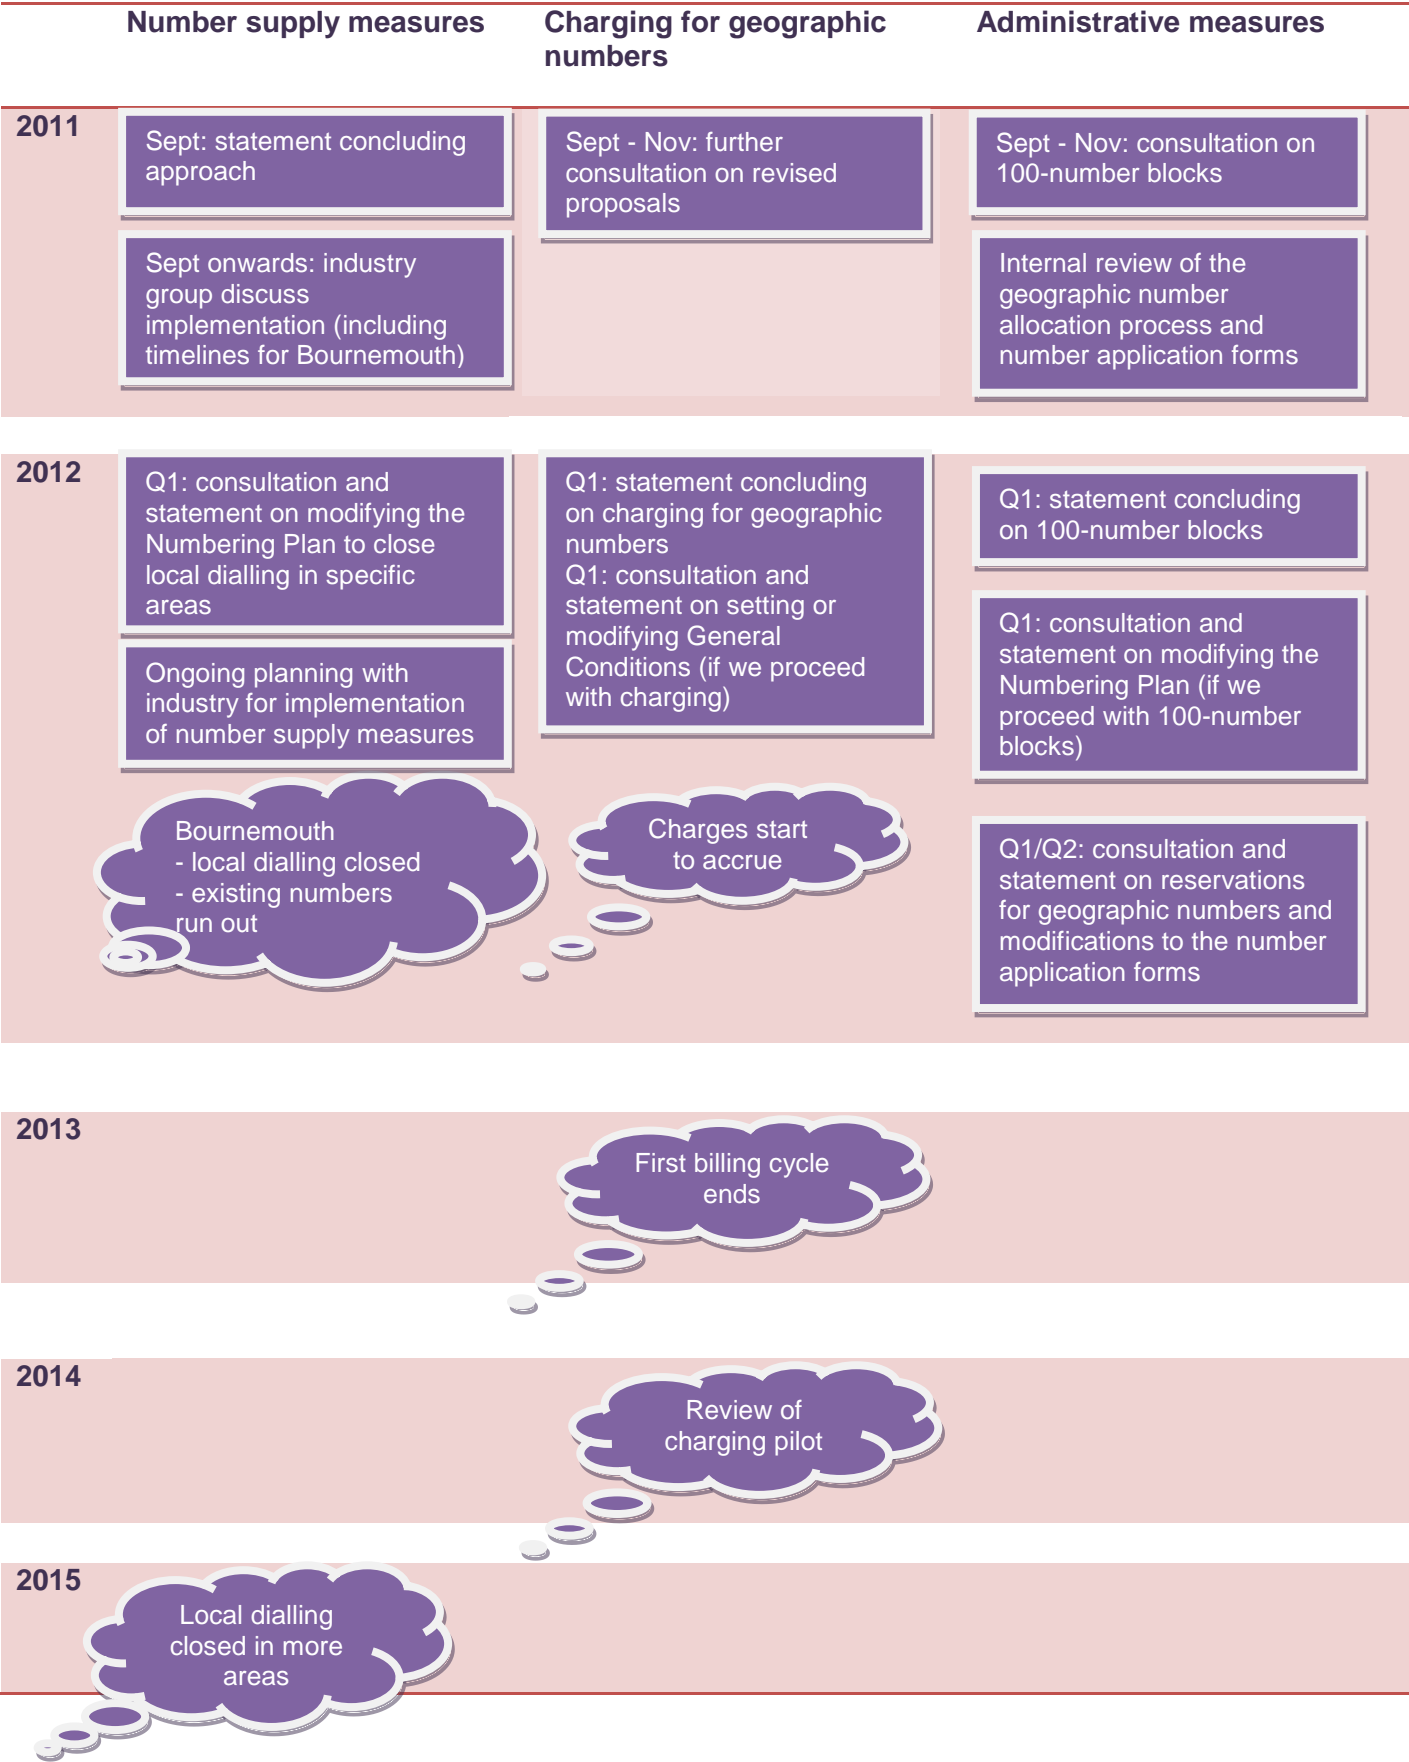 Number supply measures
Charging for geographic
numbers
Administrative measures
2011
Sept: statement concluding
approach
Sept - Nov: further
consultation on revised
proposals
Sept - Nov: consultation on
100-number blocks
Sept onwards: industry
group discuss
implementation (including
timelines for Bournemouth)
Internal review of the
geographic number
allocation process and
number application forms
2012
Q1: consultation and
statement on modifying the
Numbering Plan to close
local dialling in specific
areas
Ongoing planning with
industry for implementation
of number supply measures
Bournemouth
- local dialling closed
- existing numbers
run out
Q1: statement concluding
on charging for geographic
numbers
Q1: consultation and
statement on setting or
modifying General
Conditions (if we proceed
with charging)
Charges start
to accrue
Q1: statement concluding
on 100-number blocks
Q1: consultation and
statement on modifying the
Numbering Plan (if we
proceed with 100-number
blocks)
Q1/Q2: consultation and
statement on reservations
for geographic numbers and
modifications to the number
application forms
2013
First billing cycle
ends
2014
Review of
charging pilot
2015
Local dialling
closed in more
areas